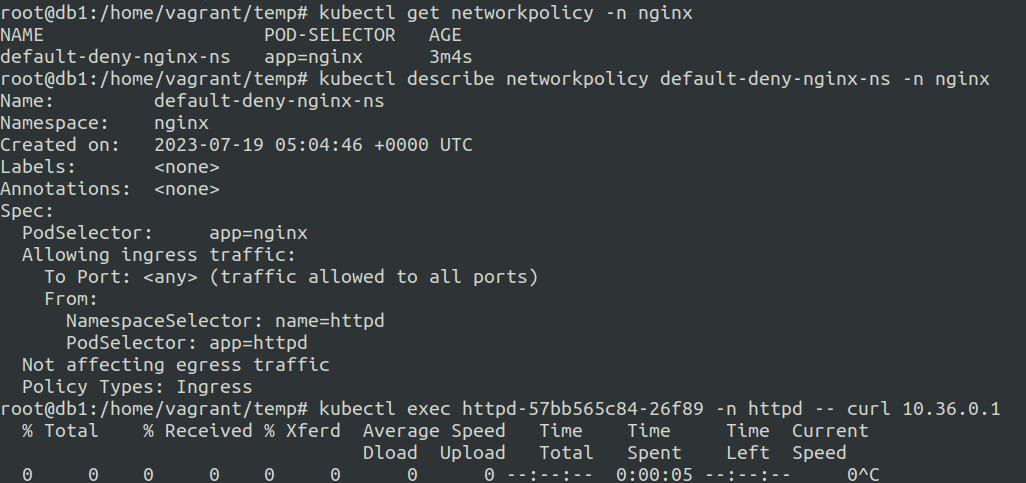 root@db1:/home/vagrant/temp# kubectl get networkpolicy -n nginx
NAME                    POD-SELECTOR   AGE
default-deny-nginx-ns   app=nginx      3m4s
root@db1:/home/vagrant/temp# kubectl describe networkpolicy default-deny-nginx-ns -n nginx
Name:         default-deny-nginx-ns
Namespace:    nginx
Created on:   2023-07-19 05:04:46 +0000 UTC
Labels:       <none>
Annotations:  <none>
Spec:
  PodSelector:     app=nginx
  Allowing ingress traffic:
    To Port: <any> (traffic allowed to all ports)
    From:
      NamespaceSelector: name=httpd
      PodSelector: app=httpd
  Not affecting egress traffic
  Policy Types: Ingress
root@db1:/home/vagrant/temp# kubectl exec httpd-57bb565c84-26f89 -n httpd -- curl 10.36.0.1
  % Total    % Received % Xferd  Average Speed   Time    Time     Time  Current
                                 Dload  Upload   Total   Spent    Left  Speed
  0     0    0     0    0     0      0      0 --:--:--  0:00:05 --:--:--     0^C